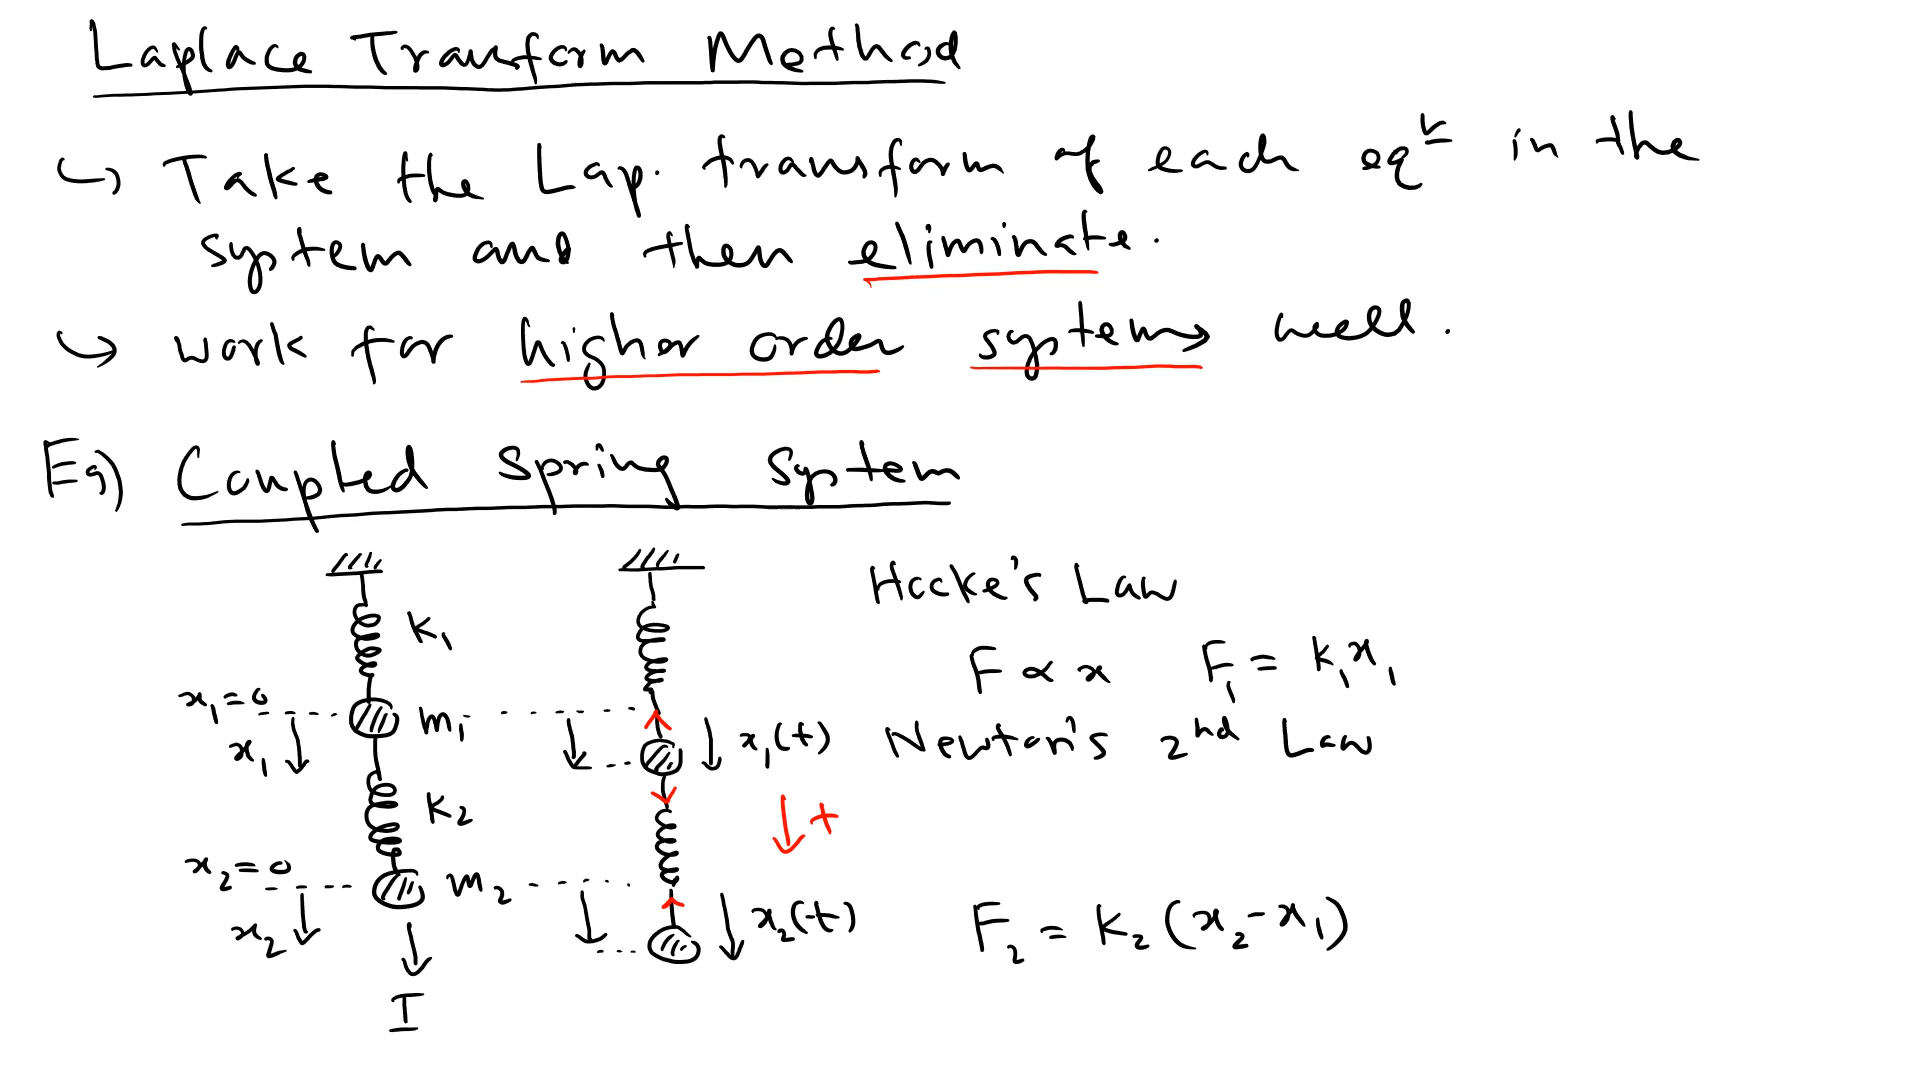 Laplace Transform Method
↪ Take the Lap. transform of each eqⁿ in the
system and then eliminate.
↪ work for higher order systems well.
Eg) Coupled Spring System
k₁
x₁=0
m₁
x₁
k₂
x₂=0
m₂
x₂
I
x₁(t)
+
x₂(t)
Hooke's Law
F ∝ x F₁ = k₁x₁
Newton's 2nd Law
F₂ = k₂(x₂-x₁)